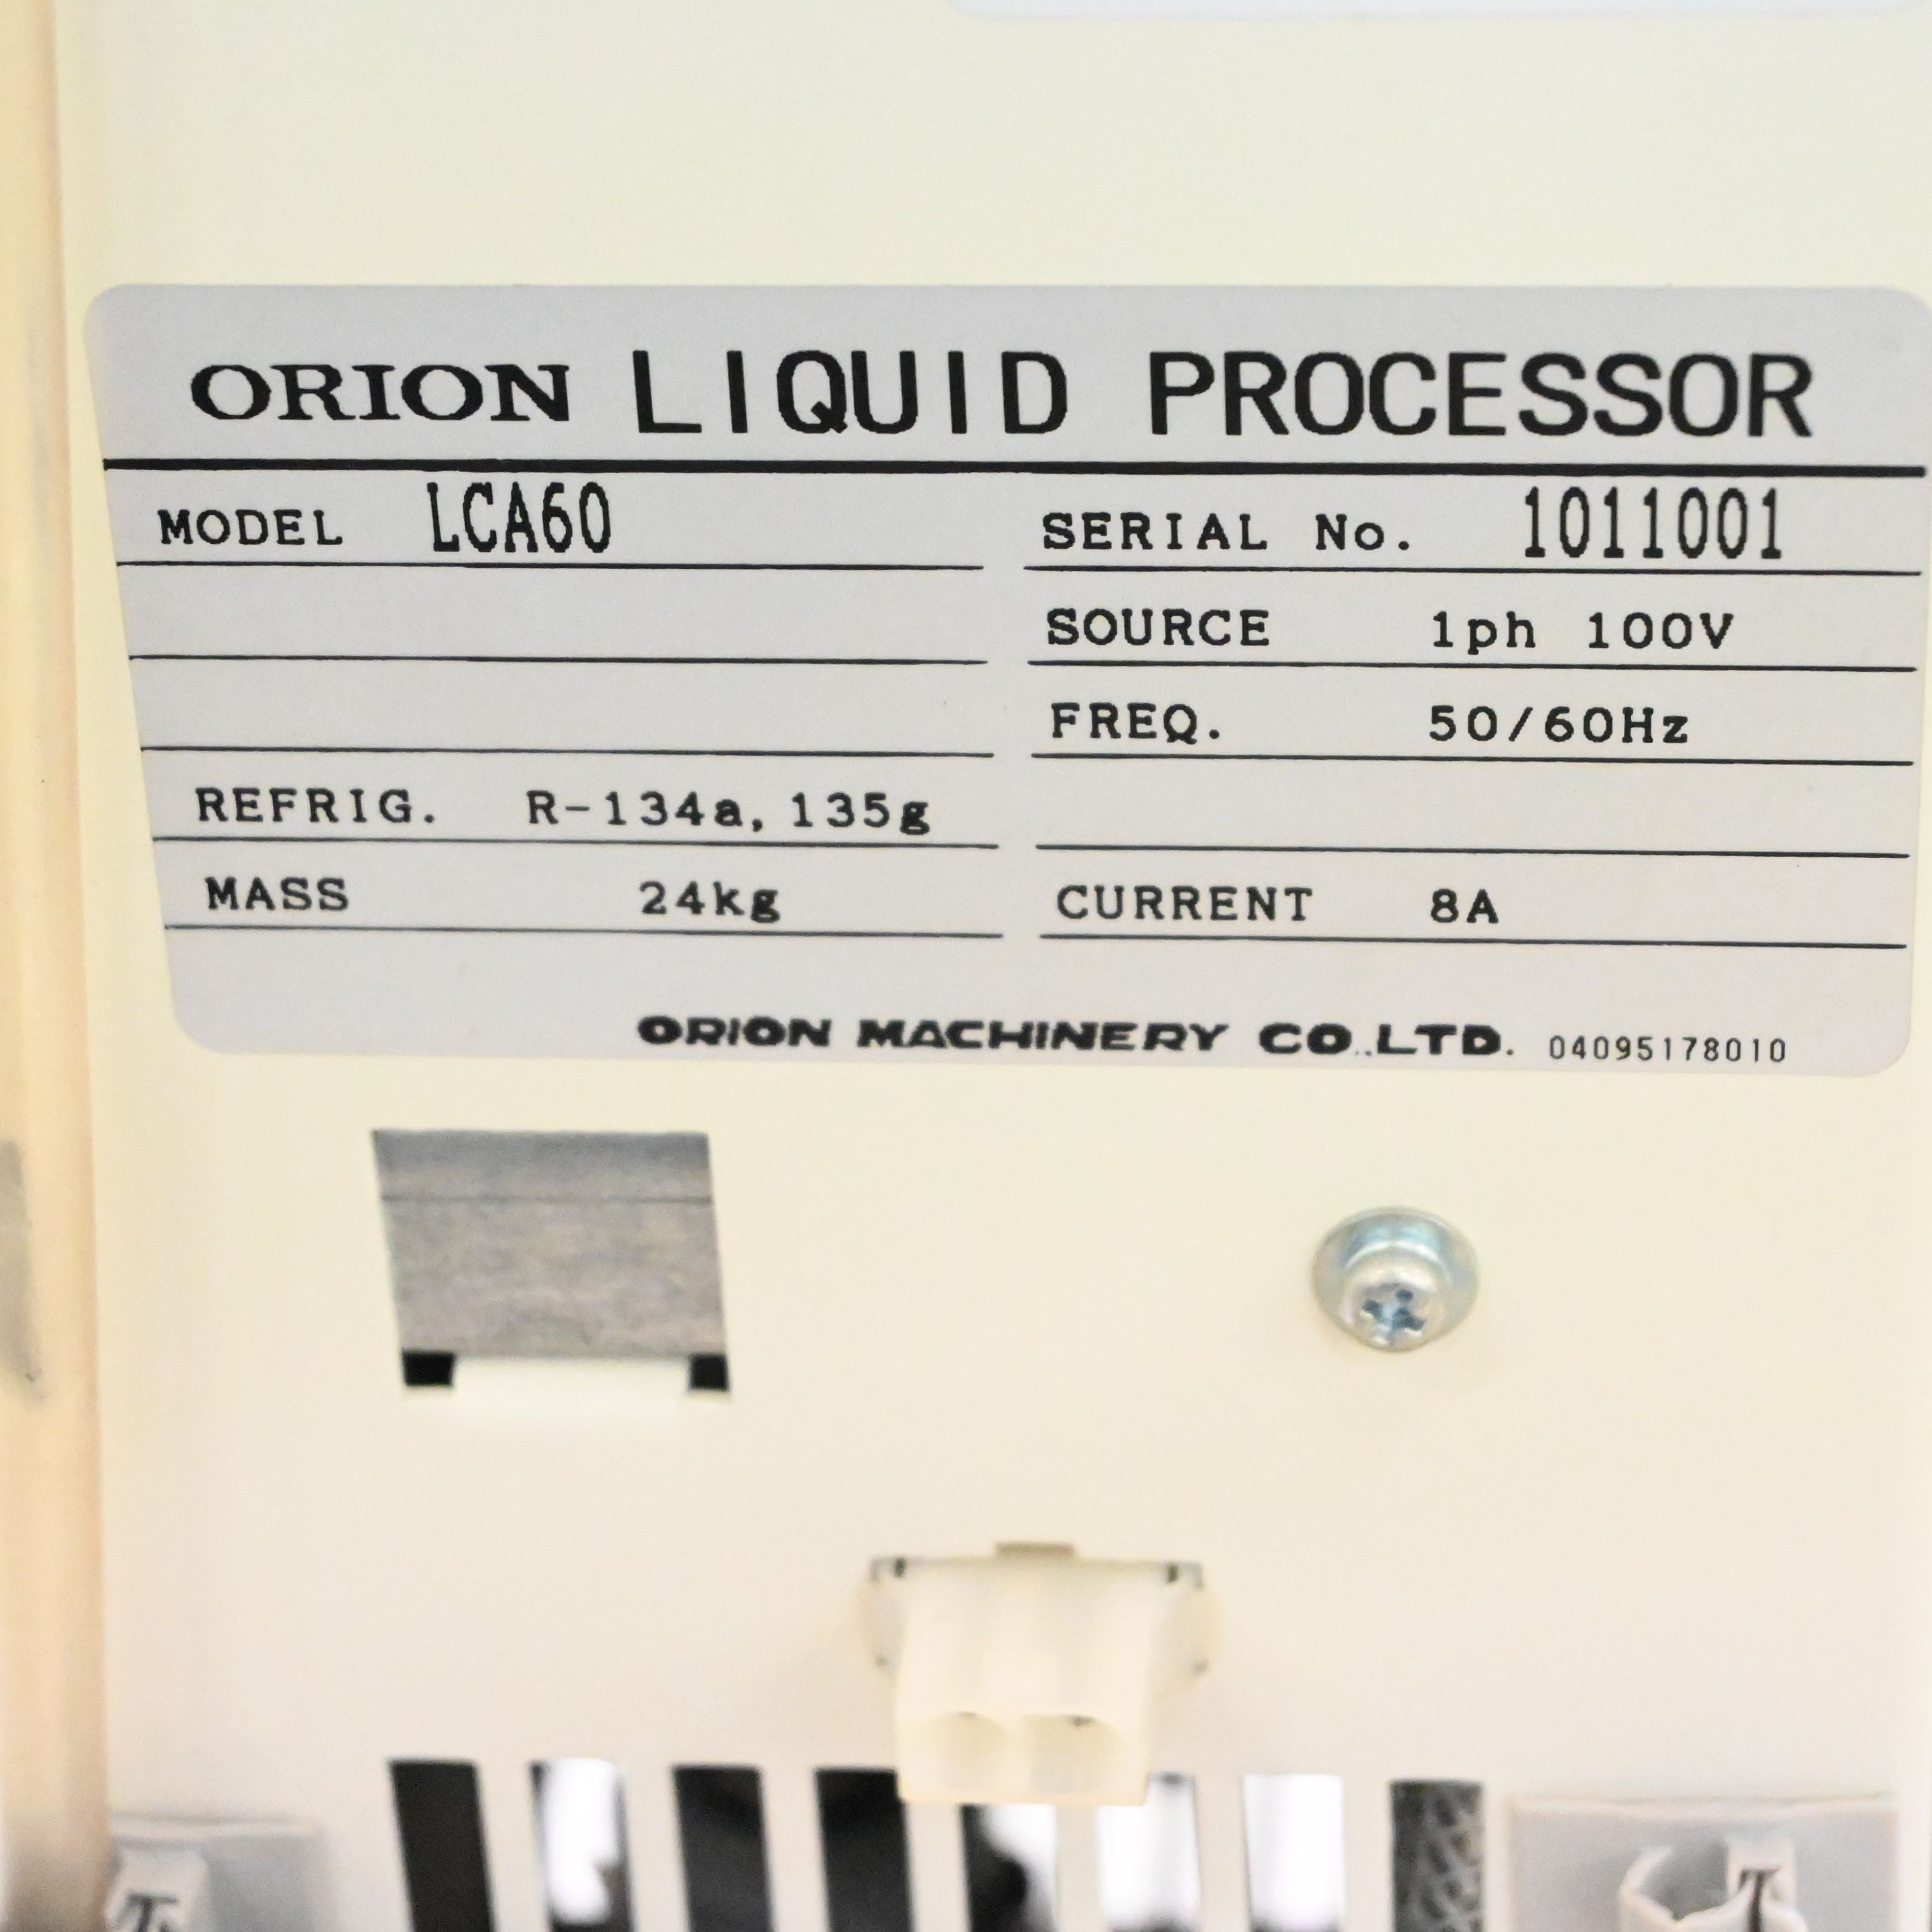 ORION LIQUID PROCESSOR
MODEL LCA60
SERIAL No. 1011001
SOURCE 1ph 100V
FREQ. 50/60Hz
REFRIG. R-134a, 135g
MASS 24kg
CURRENT 8A
ORION MACHINERY CO.,LTD. 04095178010